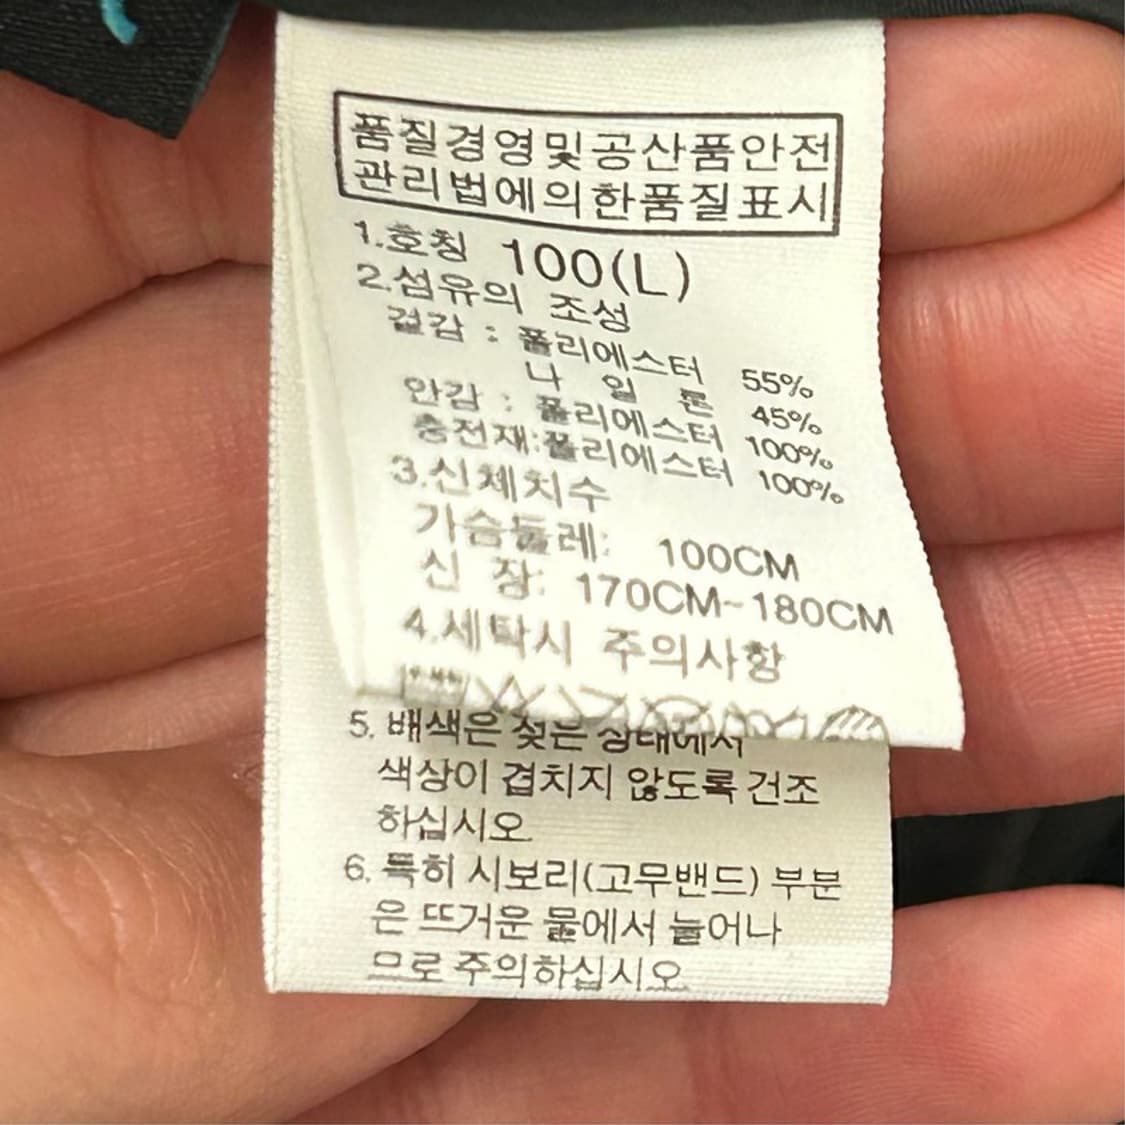 품질경영및공산품안전
관리법에의한품질표시
1.호칭 100(L)
2.섬유의 조성
겉감 : 폴리에스터 55%
나 일 론 45%
안감 : 폴리에스터 100%
충전재:폴리에스터 100%
3.신체치수
가슴둘레: 100CM
신 장: 170CM~180CM
4.세탁시 주의사항
5. 배색은 젖은 상태에서
색상이 겹치지 않도록 건조
하십시오
6. 특히 시보리(고무밴드) 부분
은 뜨거운 물에서 늘어나
므로 주의하십시오